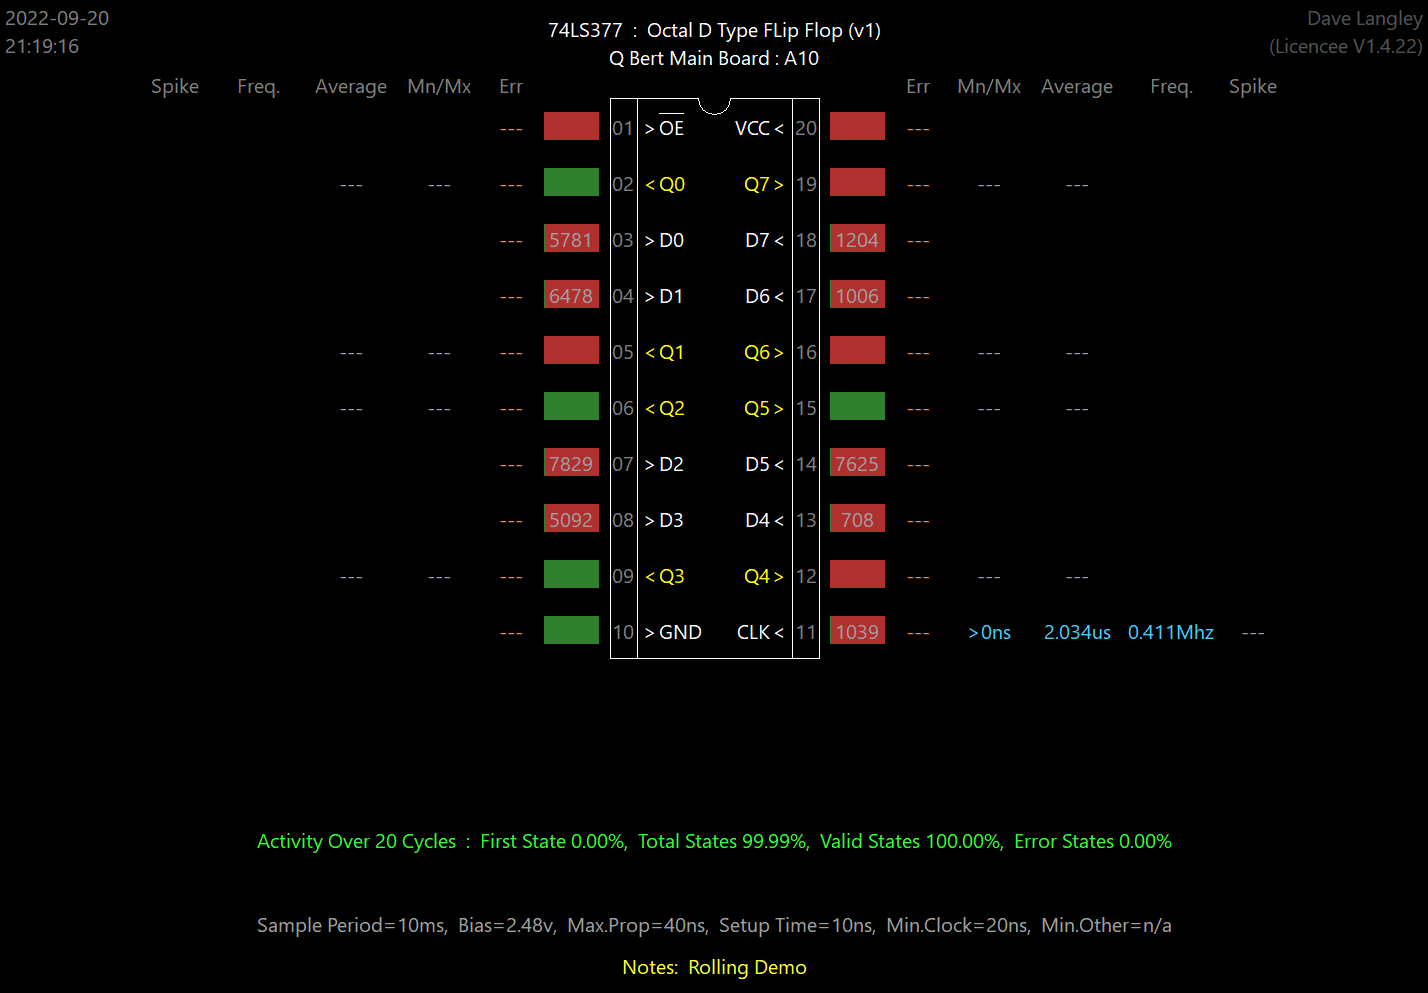 2022-09-20
21:19:16
74LS377 : Octal D Type FLip Flop (v1)
Q Bert Main Board : A10
Dave Langley
(Licencee V1.4.22)
Spike Freq. Average Mn/Mx Err Err Mn/Mx Average Freq. Spike
--- 01 >OE VCC< 20 ---
--- --- --- 02 <Q0 Q7> 19 --- --- ---
--- 5781 03 >D0 D7< 18 1204 ---
--- 6478 04 >D1 D6< 17 1006 ---
--- --- --- 05 <Q1 Q6> 16 --- --- ---
--- --- --- 06 <Q2 Q5> 15 --- --- ---
--- 7829 07 >D2 D5< 14 7625 ---
--- 5092 08 >D3 D4< 13 708 ---
--- --- --- 09 <Q3 Q4> 12 --- --- ---
--- 10 >GND CLK< 11 1039 --- >0ns 2.034us 0.411Mhz ---
Activity Over 20 Cycles : First State 0.00%, Total States 99.99%, Valid States 100.00%, Error States 0.00%
Sample Period=10ms, Bias=2.48v, Max.Prop=40ns, Setup Time=10ns, Min.Clock=20ns, Min.Other=n/a
Notes: Rolling Demo